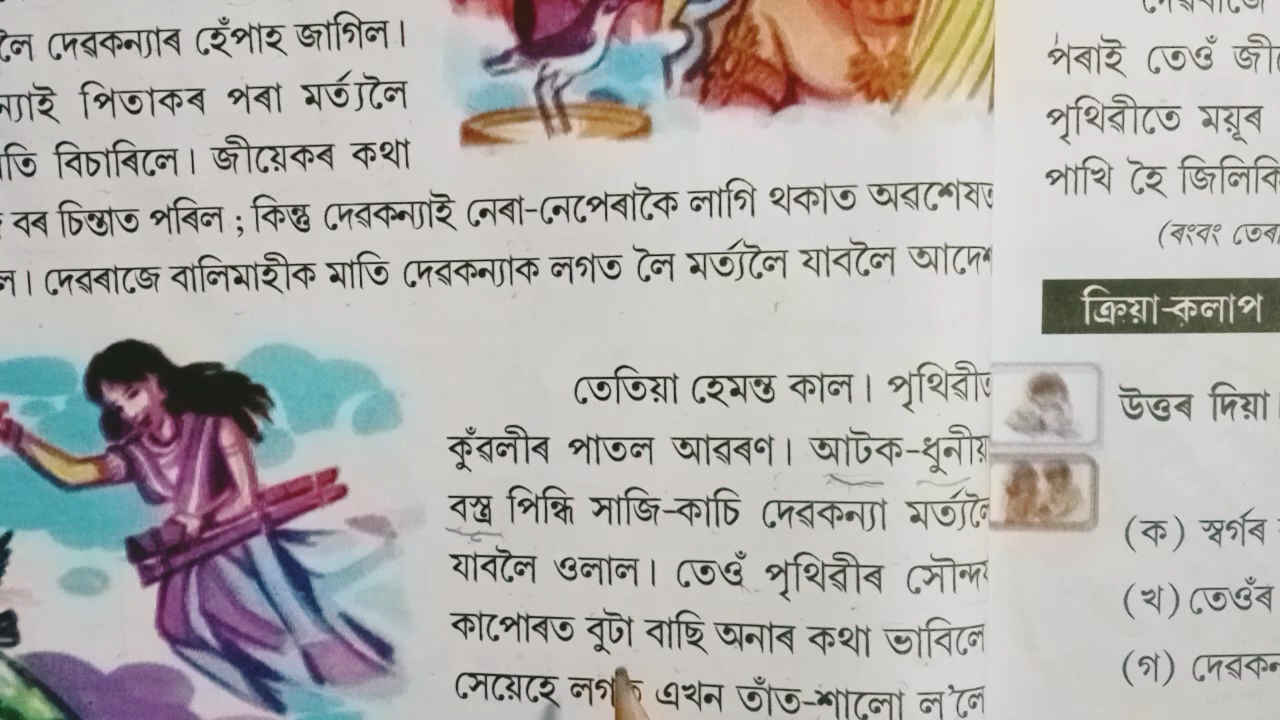 লৈ দেৱকন্যাৰ হেঁপাহ জাগিল।
ন্যাই পিতাকৰ পৰা মৰ্ত্যলৈ
তি বিচাৰিলে। জীয়েকৰ কথা
বৰ চিন্তাত পৰিল ; কিন্তু দেৱকন্যাই নেৰা-নেপেৰাকৈ লাগি থকাত অৱশেষত
ল। দেৱৰাজে বালিমাহীক মাতি দেৱকন্যাক লগত লৈ মৰ্ত্যলৈ যাবলৈ আদেশ
তেতিয়া হেমন্ত কাল। পৃথিৱীত
কুঁৱলীৰ পাতল আৱৰণ। আটক-ধুনীয়
বস্ত্ৰ পিন্ধি সাজি-কাচি দেৱকন্যা মৰ্ত্যলৈ
যাবলৈ ওলাল। তেওঁ পৃথিৱীৰ সৌন্দ
কাপোৰত বুটা বাছি অনাৰ কথা ভাবিলে
সেয়েহে লগত এখন তাঁত-শালো ল'লে
পৰাই তেওঁ জী
পৃথিৱীতে ময়ূৰ
পাখি হৈ জিলিকি
(ৰংবং তেৰা
ক্ৰিয়া-কলাপ
উত্তৰ দিয়া
(ক) স্বৰ্গৰ
(খ) তেওঁৰ
(গ) দেৱকন